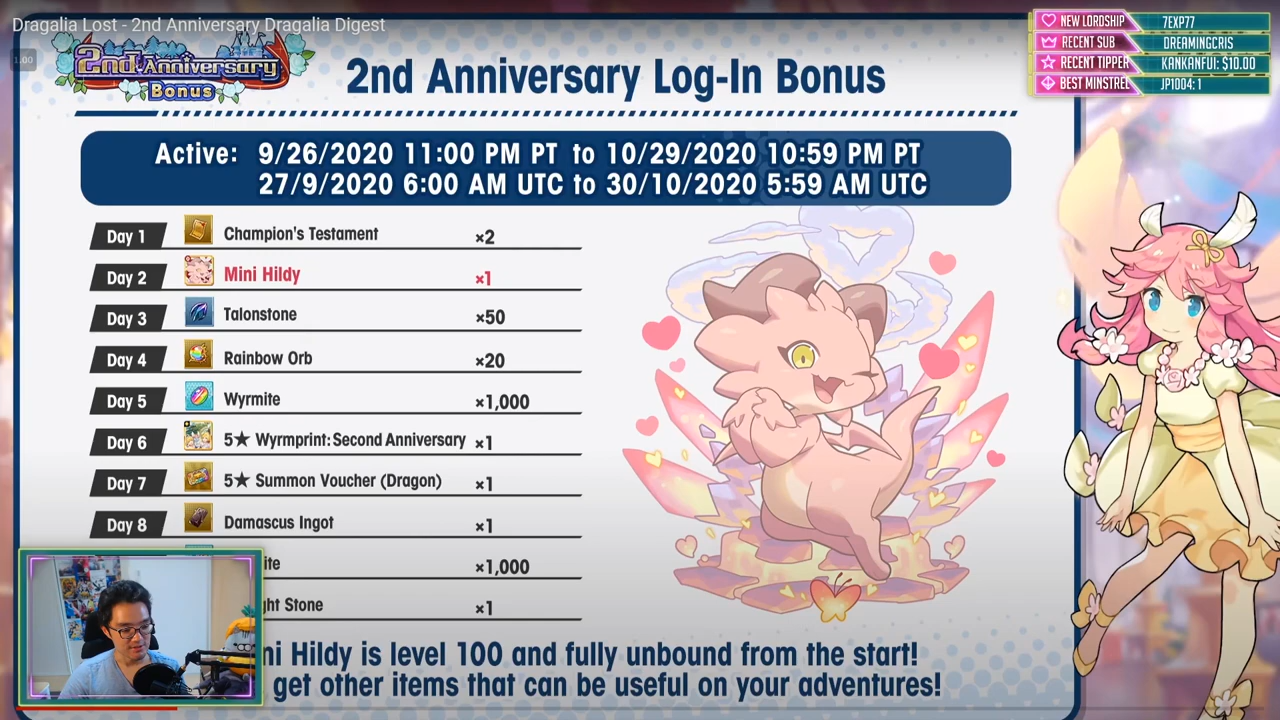 Dragalia Lost - 2nd Anniversary Dragalia Digest
1.00
2nd Anniversary
Bonus
2nd Anniversary Log-In Bonus
NEW LORDSHIP 7EXP77
RECENT SUB DREAMINGCRIS
RECENT TIPPER KANKANFUI: $10.00
BEST MINSTREL JP1004: 1
Active: 9/26/2020 11:00 PM PT to 10/29/2020 10:59 PM PT
27/9/2020 6:00 AM UTC to 30/10/2020 5:59 AM UTC
Day 1 Champion's Testament ×2
Day 2 Mini Hildy ×1
Day 3 Talonstone ×50
Day 4 Rainbow Orb ×20
Day 5 Wyrmite ×1,000
Day 6 5★ Wyrmprint: Second Anniversary ×1
Day 7 5★ Summon Voucher (Dragon) ×1
Day 8 Damascus Ingot ×1
ite ×1,000
ght Stone ×1
ni Hildy is level 100 and fully unbound from the start!
get other items that can be useful on your adventures!